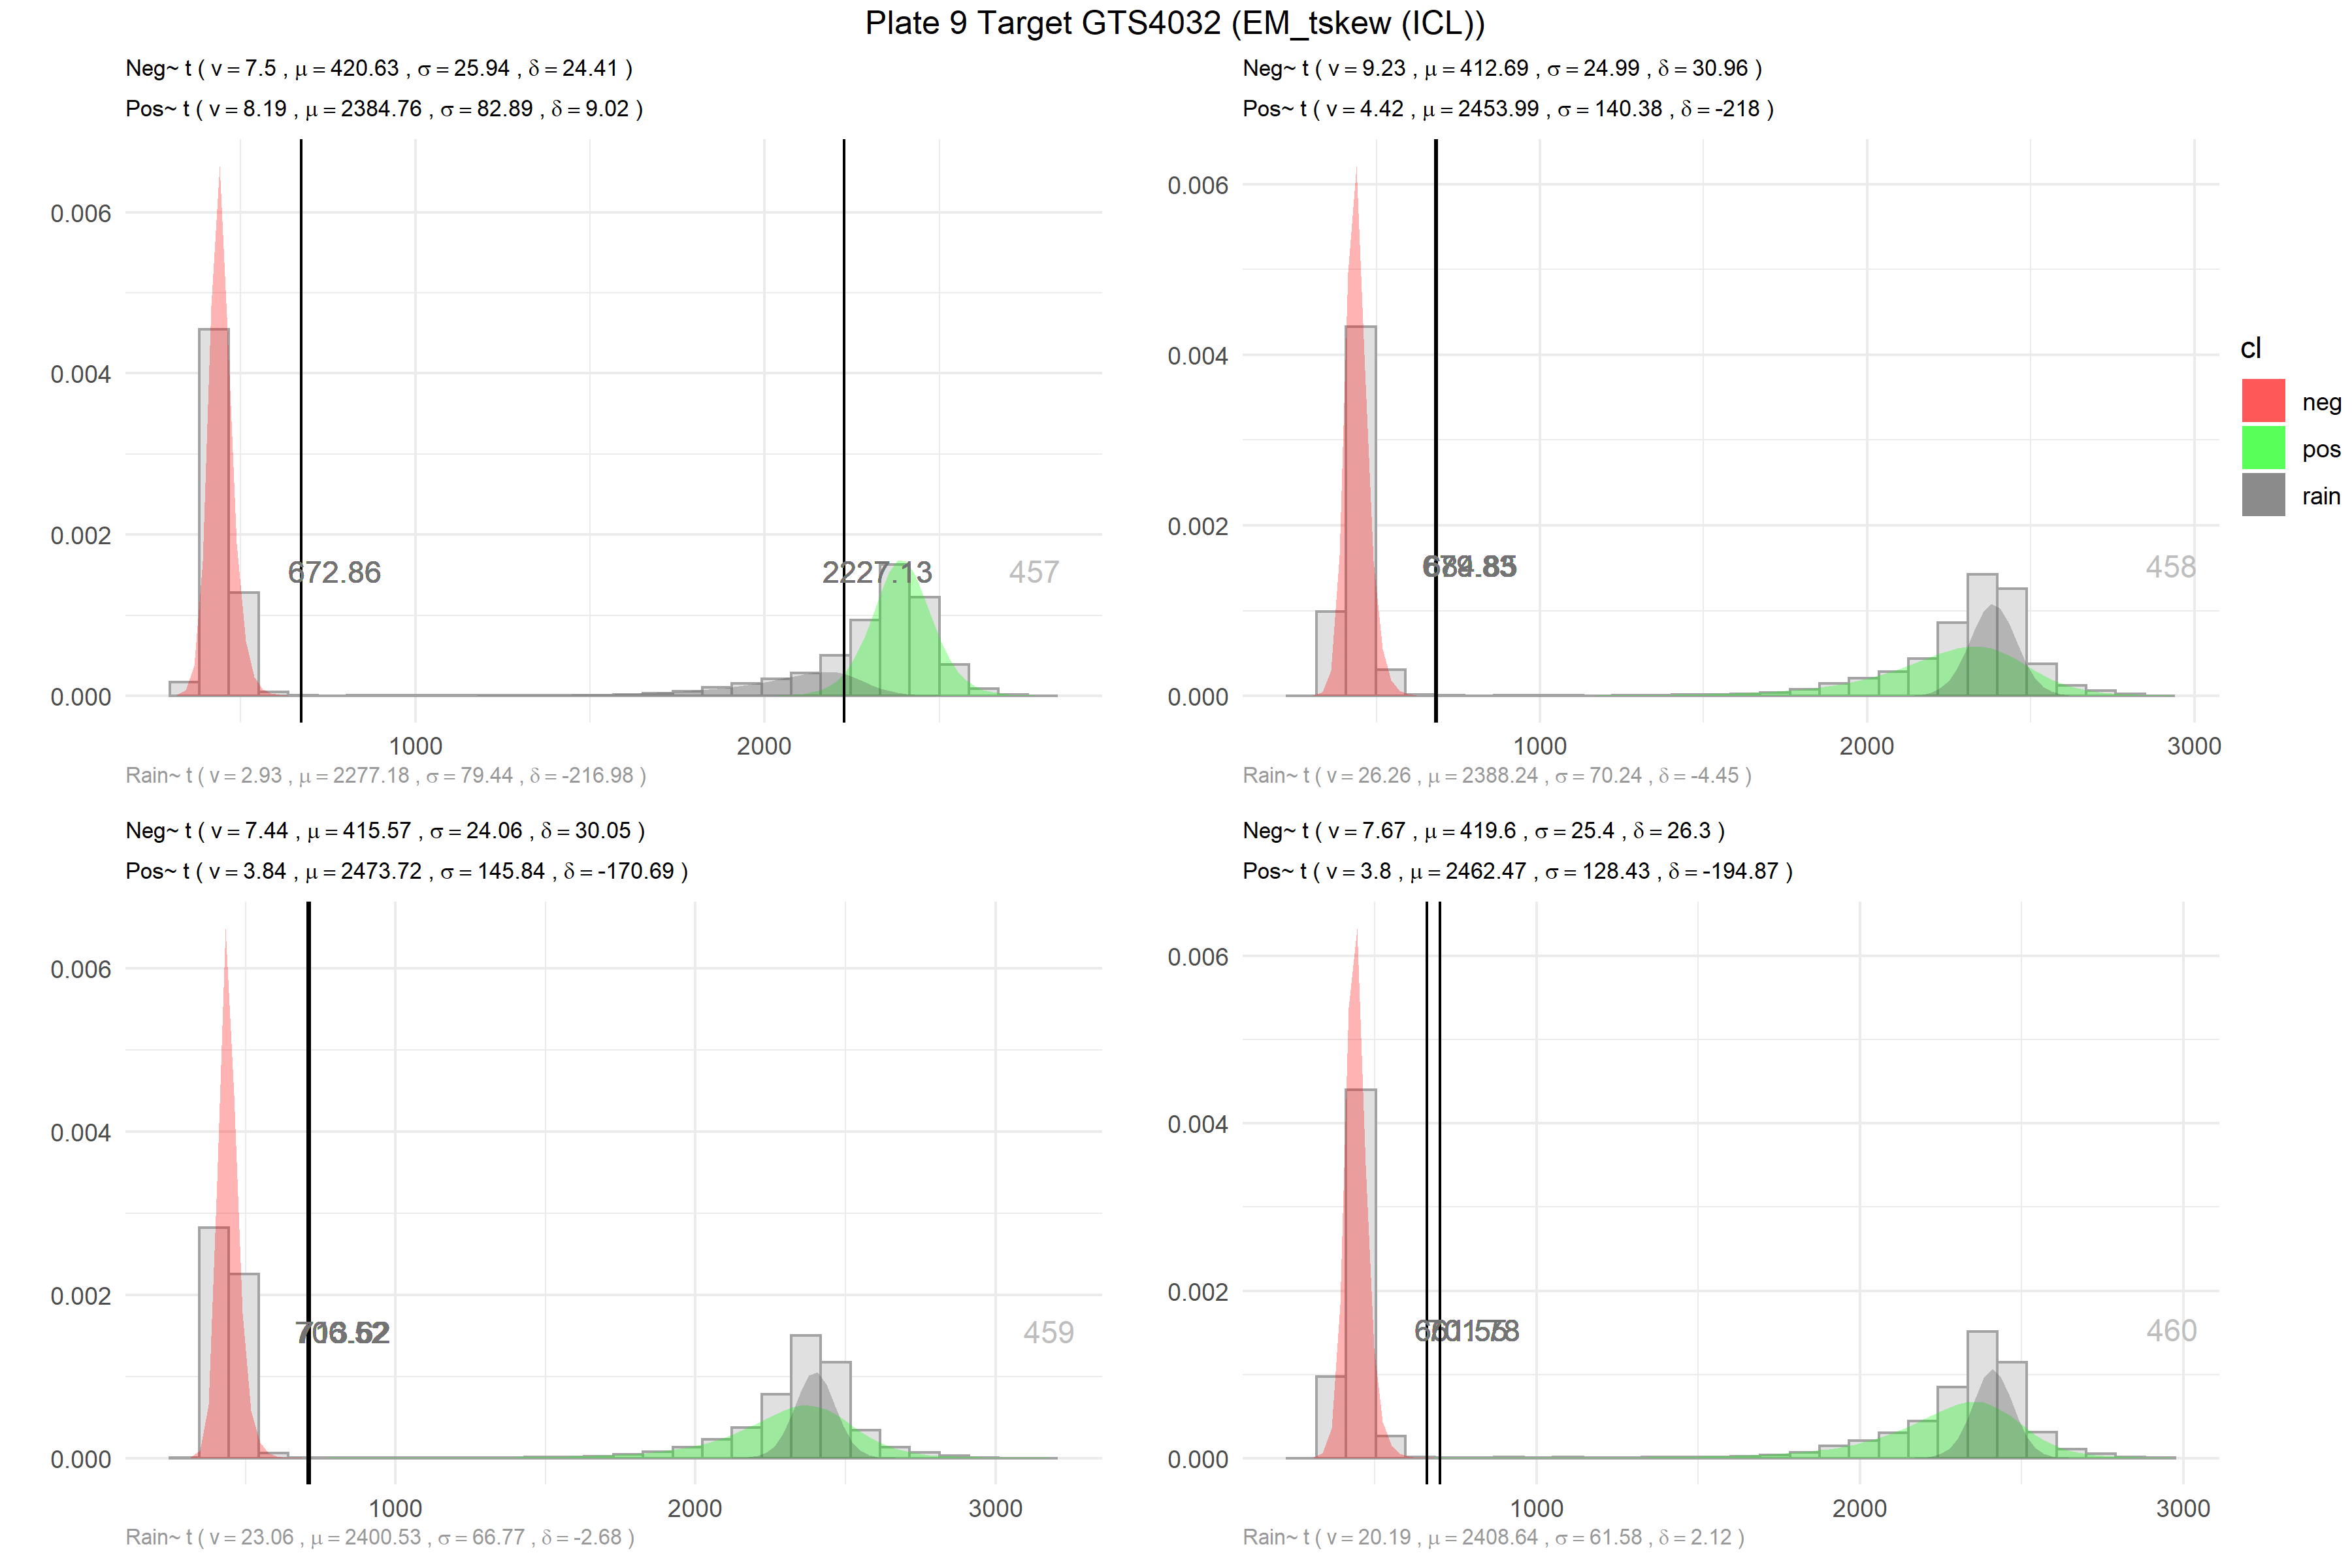 Plate 9 Target GTS4032 (EM_tskew (ICL))
Neg~ t ( v = 7.5 , μ = 420.63 , σ = 25.94 , δ = 24.41 )
Pos~ t ( v = 8.19 , μ = 2384.76 , σ = 82.89 , δ = 9.02 )
0.006
0.004
0.002
0.000
672.86
2227.13
457
1000
2000
Rain~ t ( v = 2.93 , μ = 2277.18 , σ = 79.44 , δ = -216.98 )
Neg~ t ( v = 9.23 , μ = 412.69 , σ = 24.99 , δ = 30.96 )
Pos~ t ( v = 4.42 , μ = 2453.99 , σ = 140.38 , δ = -218 )
0.006
0.004
0.002
0.000
458
1000
2000
3000
Rain~ t ( v = 26.26 , μ = 2388.24 , σ = 70.24 , δ = -4.45 )
cl
neg
pos
rain
Neg~ t ( v = 7.44 , μ = 415.57 , σ = 24.06 , δ = 30.05 )
Pos~ t ( v = 3.84 , μ = 2473.72 , σ = 145.84 , δ = -170.69 )
0.006
0.004
0.002
0.000
459
1000
2000
3000
Rain~ t ( v = 23.06 , μ = 2400.53 , σ = 66.77 , δ = -2.68 )
Neg~ t ( v = 7.67 , μ = 419.6 , σ = 25.4 , δ = 26.3 )
Pos~ t ( v = 3.8 , μ = 2462.47 , σ = 128.43 , δ = -194.87 )
0.006
0.004
0.002
0.000
460
1000
2000
3000
Rain~ t ( v = 20.19 , μ = 2408.64 , σ = 61.58 , δ = 2.12 )